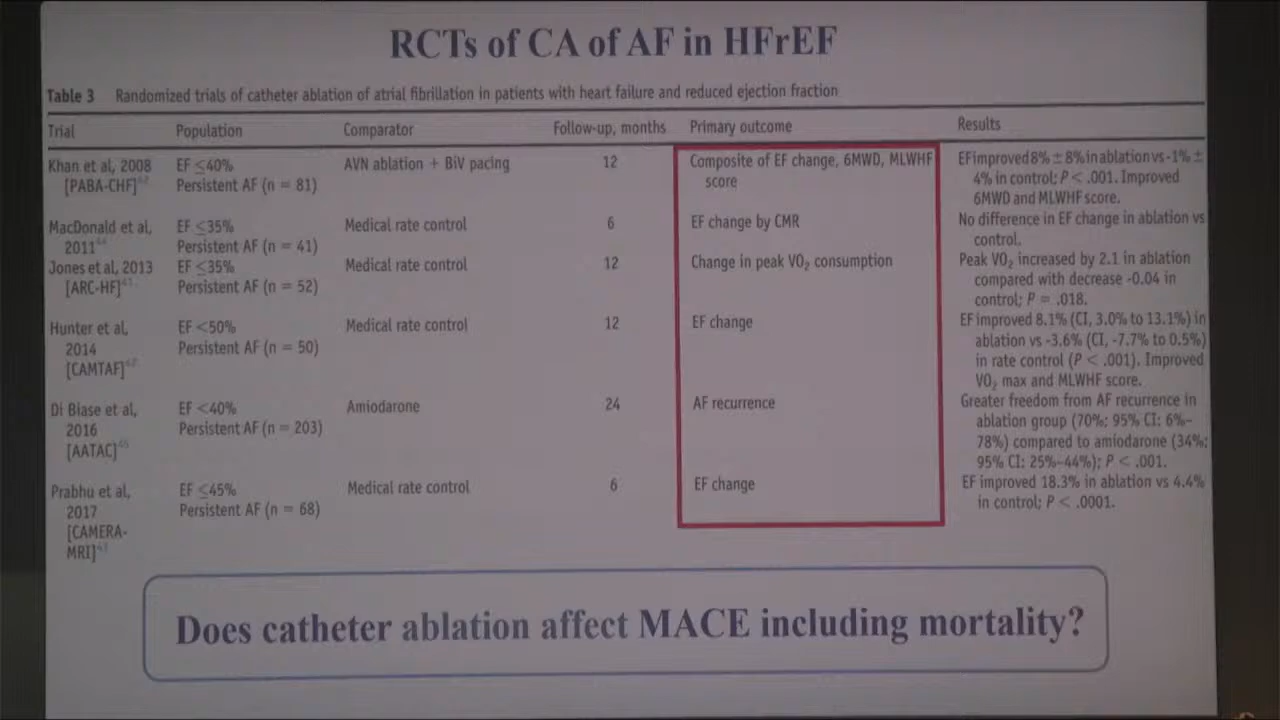 RCTs of CA of AF in HFrEF
Table 3 Randomized trials of catheter ablation of atrial fibrillation in patients with heart failure and reduced ejection fraction
Trial Population Comparator Follow-up, months Primary outcome Results
Khan et al, 2008 EF ≤40% AVN ablation + BiV pacing 12 Composite of EF change, 6MWD, MLWHF EF improved 8% ± 8% in ablation vs -1% ±
[PABA-CHF] Persistent AF (n = 81) score 4% in control; P < .001. Improved
6MWD and MLWHF score.
MacDonald et al, EF ≤35% Medical rate control 6 EF change by CMR No difference in EF change in ablation vs
2011 Persistent AF (n = 41) control.
Jones et al, 2013 EF ≤35% Medical rate control 12 Change in peak VO₂ consumption Peak VO₂ increased by 2.1 in ablation
[ARC-HF] Persistent AF (n = 52) compared with decrease -0.04 in
control; P = .018.
Hunter et al, EF <50% Medical rate control 12 EF change EF improved 8.1% (CI, 3.0% to 13.1%) in
2014 Persistent AF (n = 50) ablation vs -3.6% (CI, -7.7% to 0.5%)
[CAMTAF] in rate control (P < .001). Improved
VO₂ max and MLWHF score.
Di Biase et al, EF <40% Amiodarone 24 AF recurrence Greater freedom from AF recurrence in
2016 Persistent AF (n = 203) ablation group (70%; 95% CI: 6%–
[AATAC] 78%) compared to amiodarone (34%;
95% CI: 25%–44%); P < .001.
Prabhu et al, EF ≤45% Medical rate control 6 EF change EF improved 18.3% in ablation vs 4.4%
2017 Persistent AF (n = 68) in control; P < .0001.
[CAMERA-
MRI]
Does catheter ablation affect MACE including mortality?